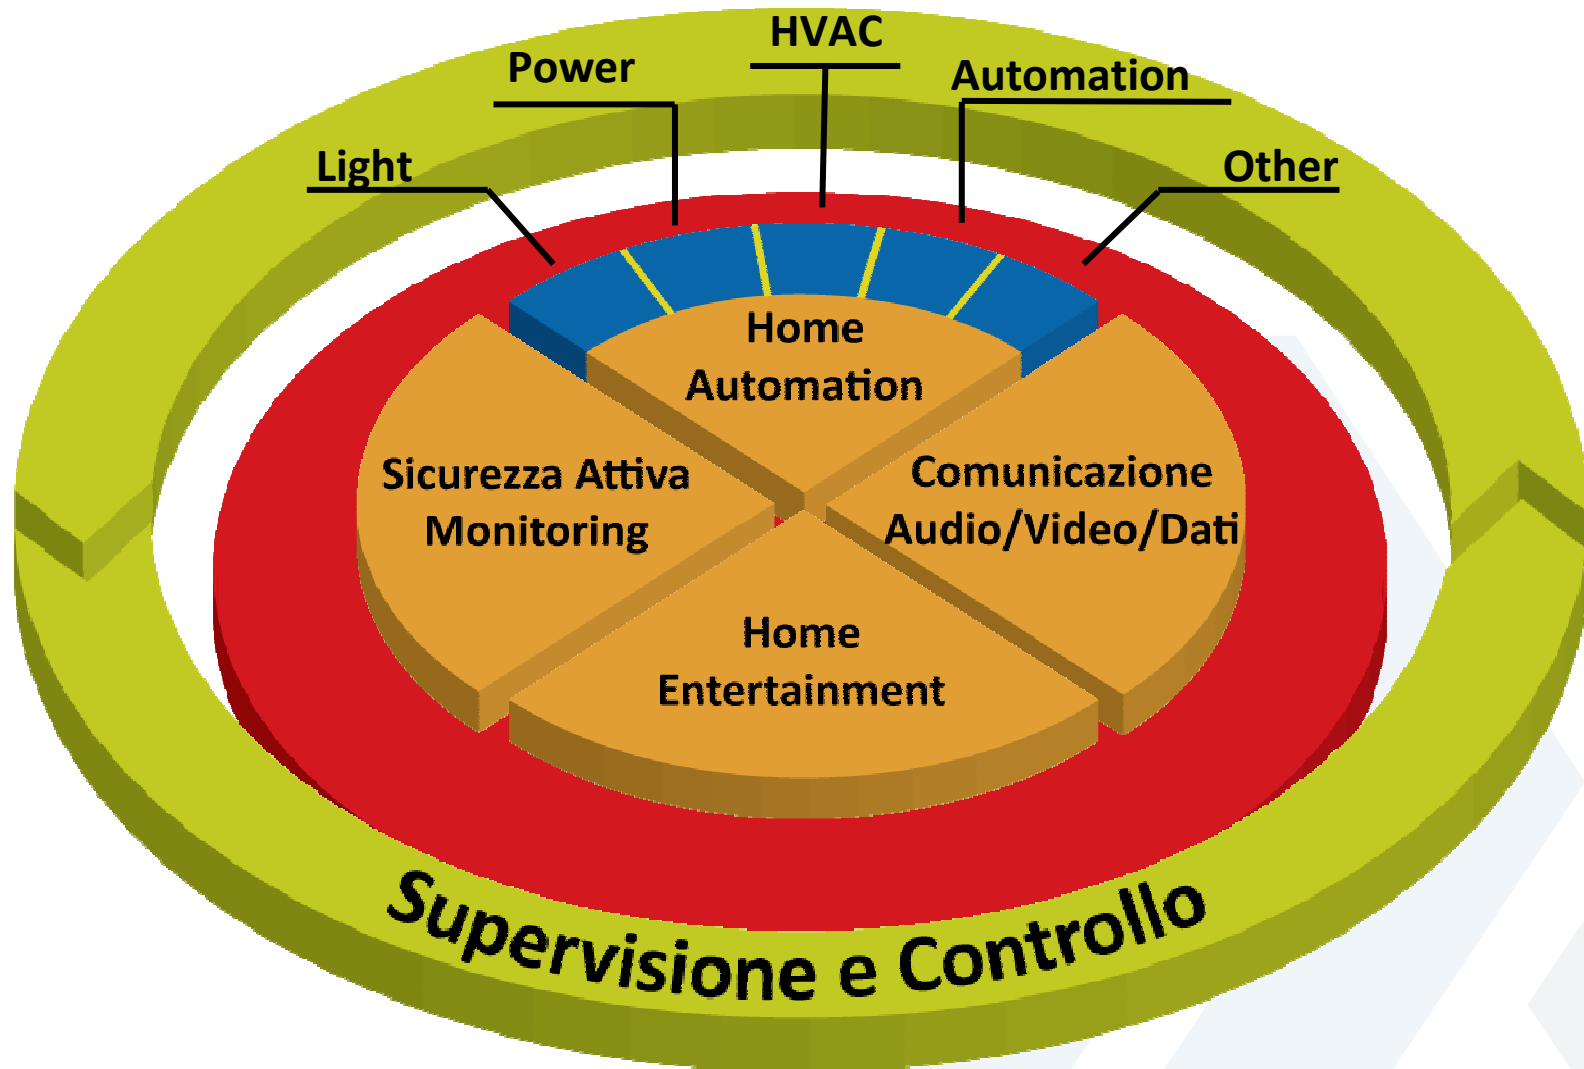 HVAC
Power
Automation
Light
Other
Home
Automation
Sicurezza Attiva
Monitoring
Comunicazione
Audio/Video/Dati
Home
Entertainment
Supervisione e Controllo